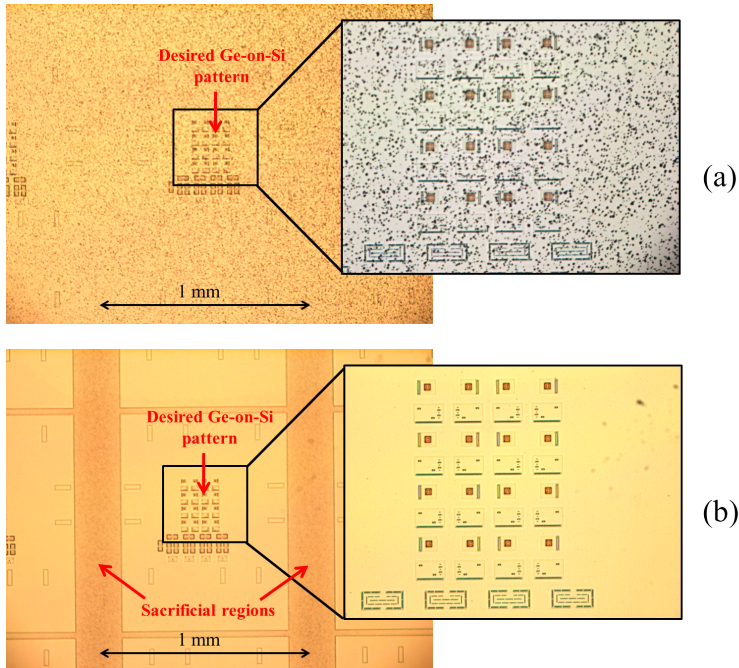 Desired Ge-on-Si
pattern
(a)
1 mm
Desired Ge-on-Si
pattern
(b)
Sacrificial regions
1 mm